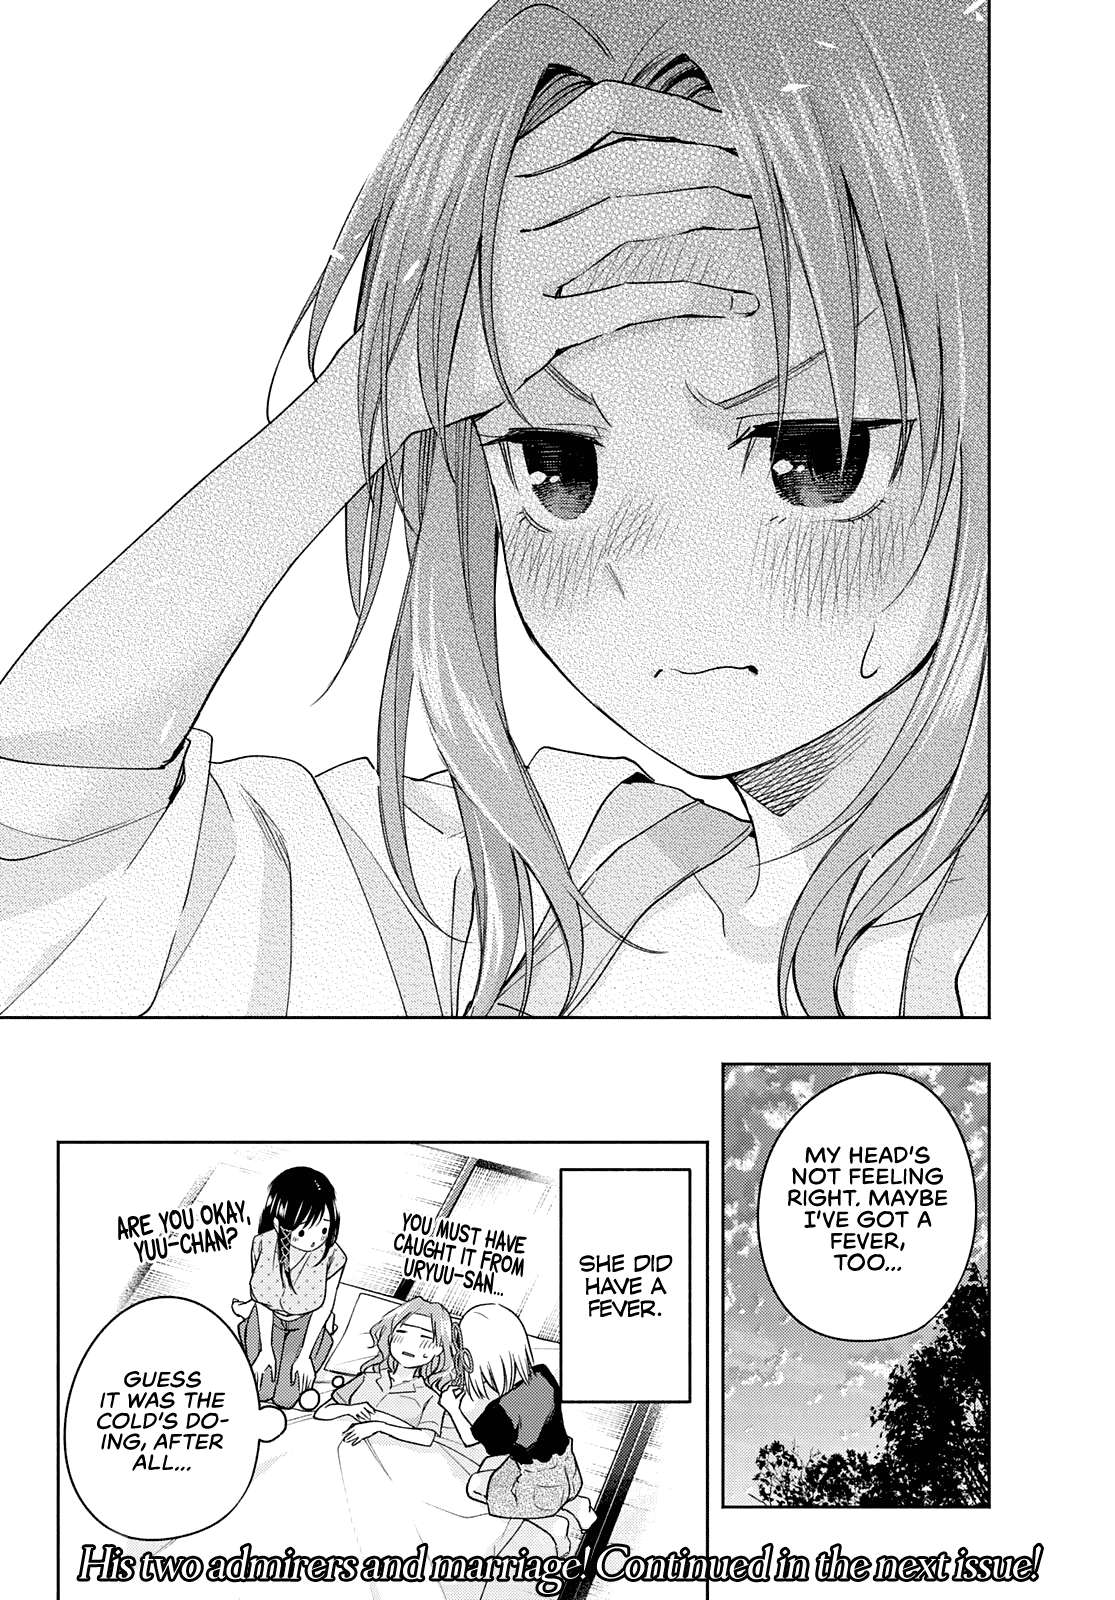 MY HEAD'S
NOT FEELING
RIGHT. MAYBE
I'VE GOT A
FEVER,
TOO...
SHE DID
HAVE A
FEVER.
YOU MUST HAVE
CAUGHT IT FROM
URYUU-SAN...
ARE YOU OKAY,
YUU-CHAN?
GUESS
IT WAS THE
COLD'S DO-
ING, AFTER
ALL...
His two admirers and marriage! Continued in the next issue!